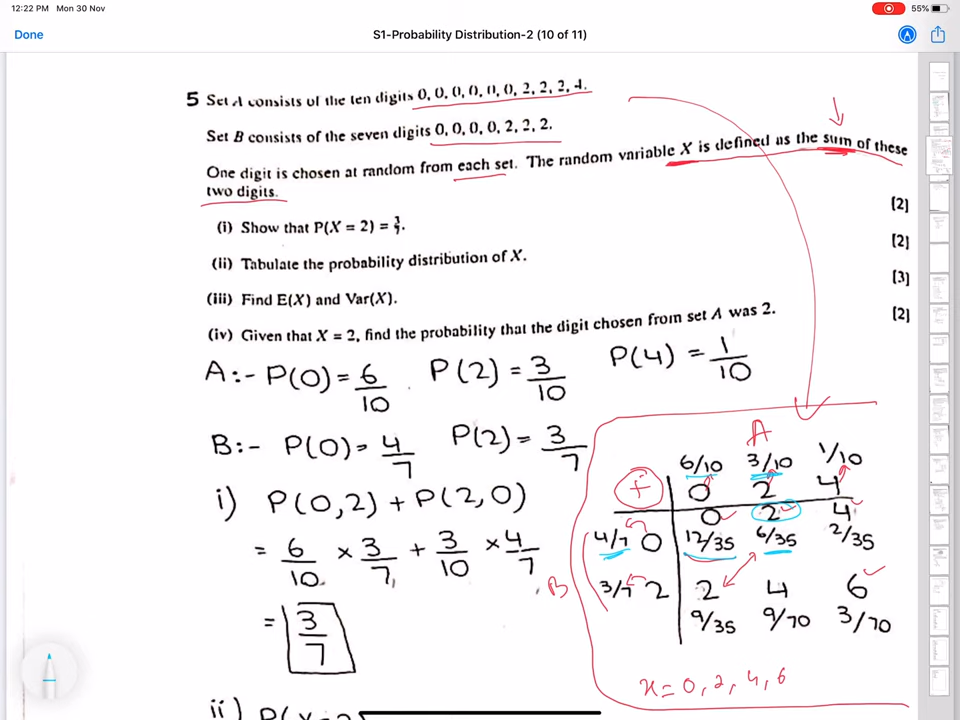 12:22 PM Mon 30 Nov
55%
Done
S1-Probability Distribution-2 (10 of 11)
5 Set A consists of the ten digits 0, 0, 0, 0, 0, 0, 2, 2, 2, 4.
Set B consists of the seven digits 0, 0, 0, 0, 2, 2, 2.
One digit is chosen at random from each set. The random variable X is defined as the sum of these
two digits.
(i) Show that P(X = 2) = 3/7.
[2]
(ii) Tabulate the probability distribution of X.
[2]
(iii) Find E(X) and Var(X).
[3]
(iv) Given that X = 2, find the probability that the digit chosen from set A was 2.
[2]
A:- P(0) = 6/10 P(2) = 3/10 P(4) = 1/10
B:- P(0) = 4/7 P(2) = 3/7
i) P(0,2) + P(2,0)
= 6/10 × 3/7 + 3/10 × 4/7
= 3/7
ii) P(X=2)
A
6/10 3/10 1/10
+ 0 2 4
0 2 4
4/7 0 12/35 6/35 2/35
B 3/7 2 2 4 6
9/35 9/70 3/70
x = 0, 2, 4, 6